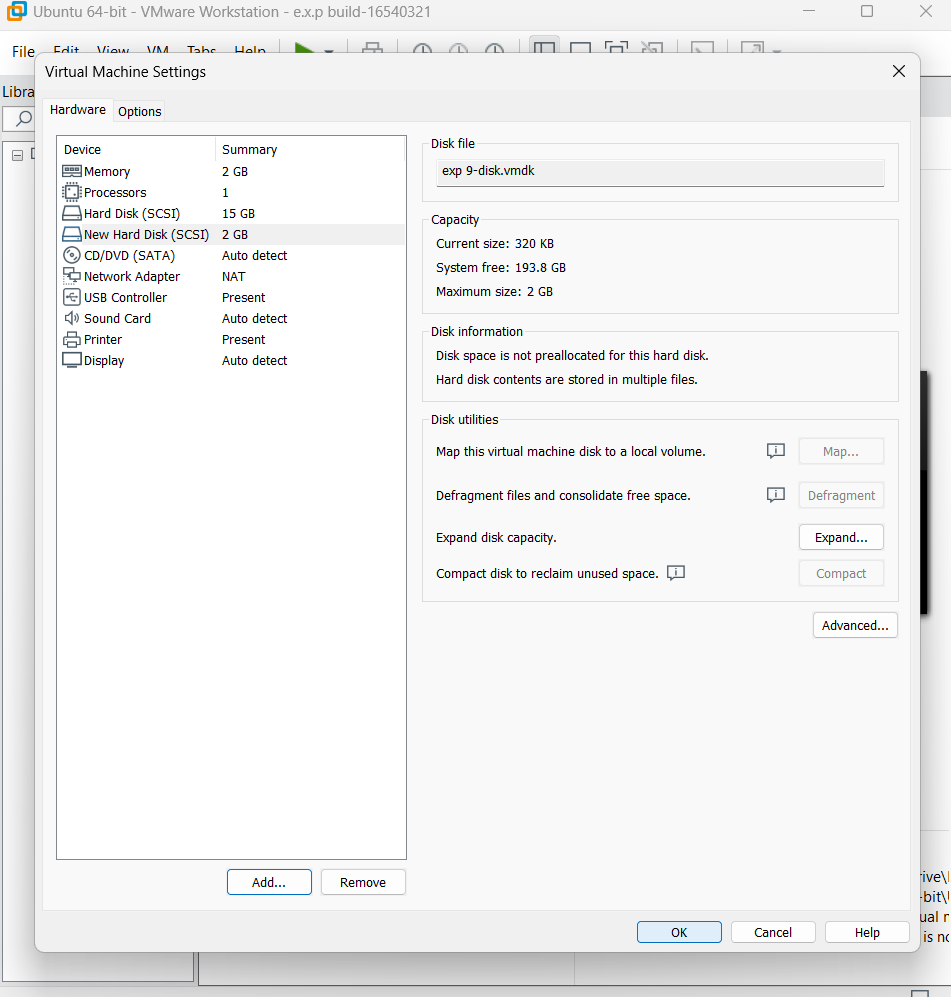 Ubuntu 64-bit - VMware Workstation - e.x.p build-16540321
File Edit View VM Tabs Help
Libra
Virtual Machine Settings
Hardware Options
Device Summary
Memory 2 GB
Processors 1
Hard Disk (SCSI) 15 GB
New Hard Disk (SCSI) 2 GB
CD/DVD (SATA) Auto detect
Network Adapter NAT
USB Controller Present
Sound Card Auto detect
Printer Present
Display Auto detect
Add... Remove
Disk file
exp 9-disk.vmdk
Capacity
Current size: 320 KB
System free: 193.8 GB
Maximum size: 2 GB
Disk information
Disk space is not preallocated for this hard disk.
Hard disk contents are stored in multiple files.
Disk utilities
Map this virtual machine disk to a local volume. Map...
Defragment files and consolidate free space. Defragment
Expand disk capacity. Expand...
Compact disk to reclaim unused space. Compact
Advanced...
OK Cancel Help
rive\
-bit\
ual
is no